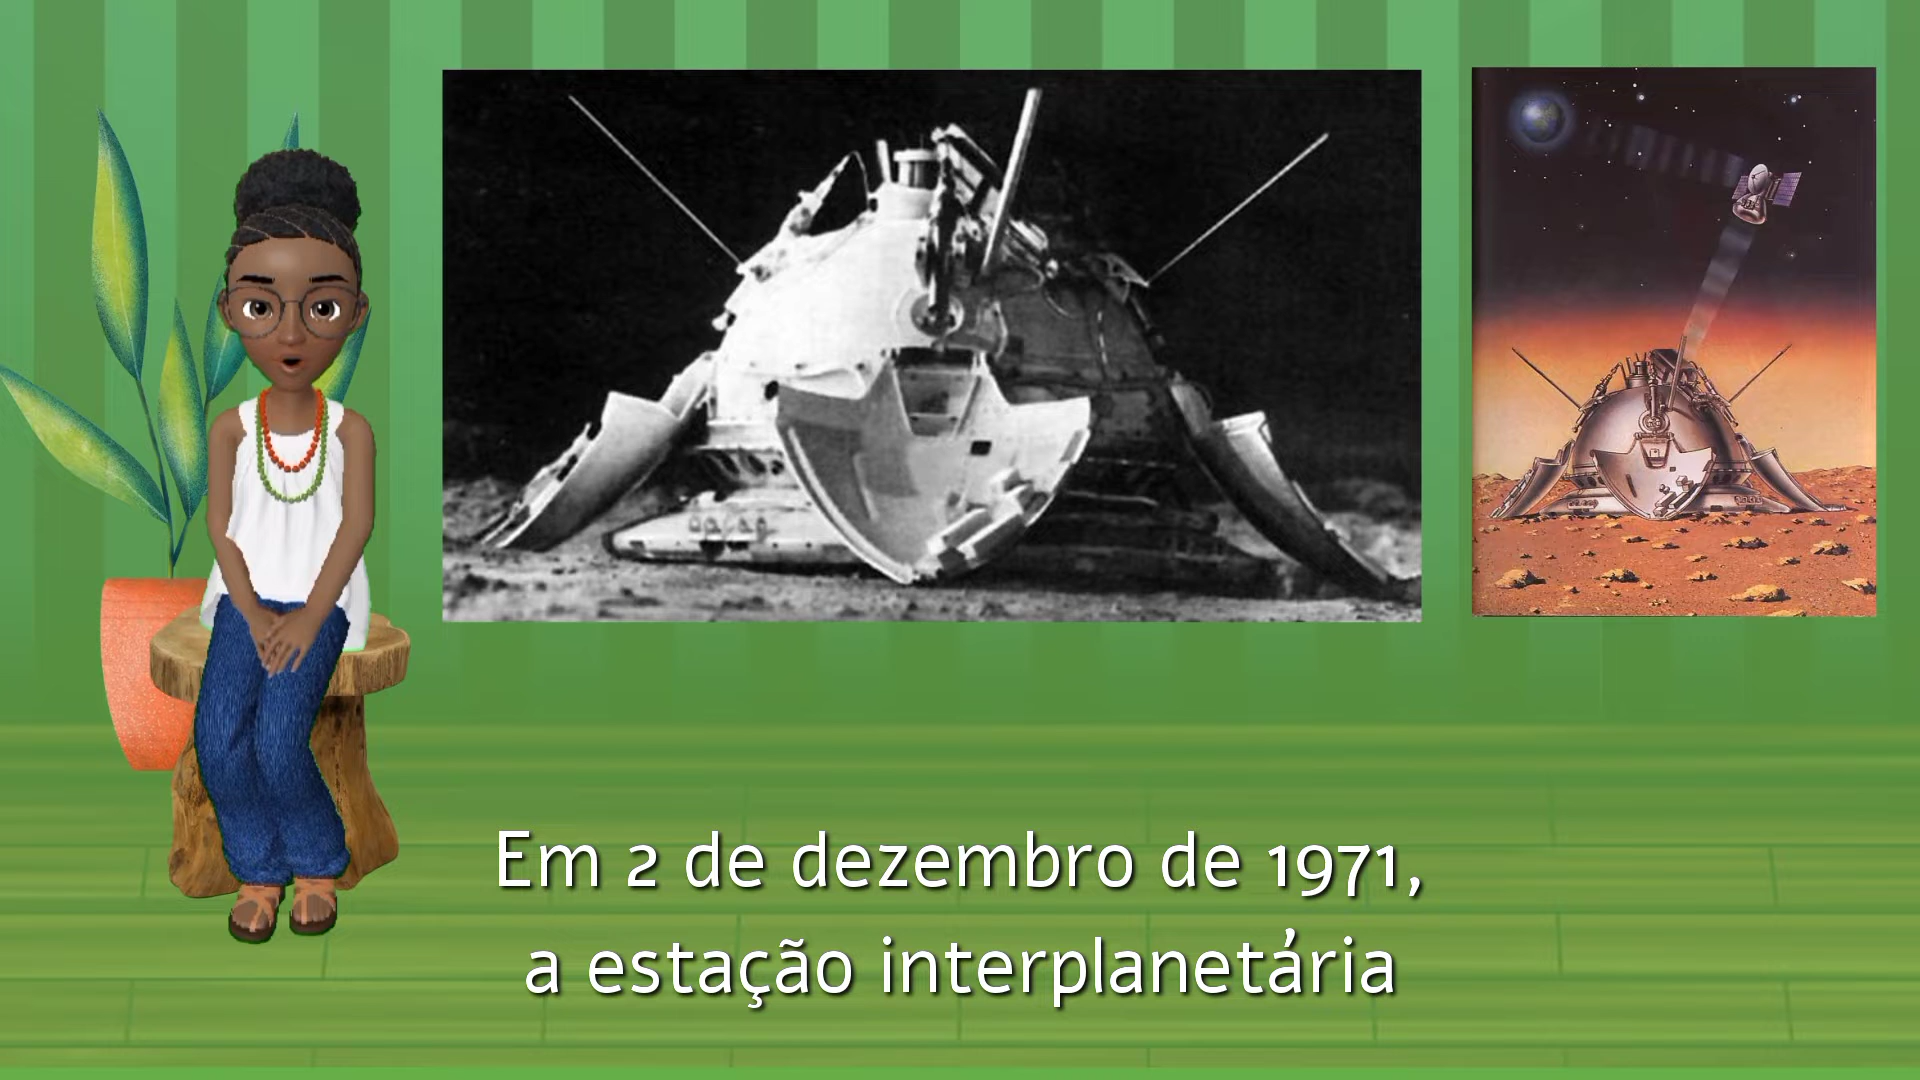 Em 2 de dezembro de 1971,
a estação interplanetária